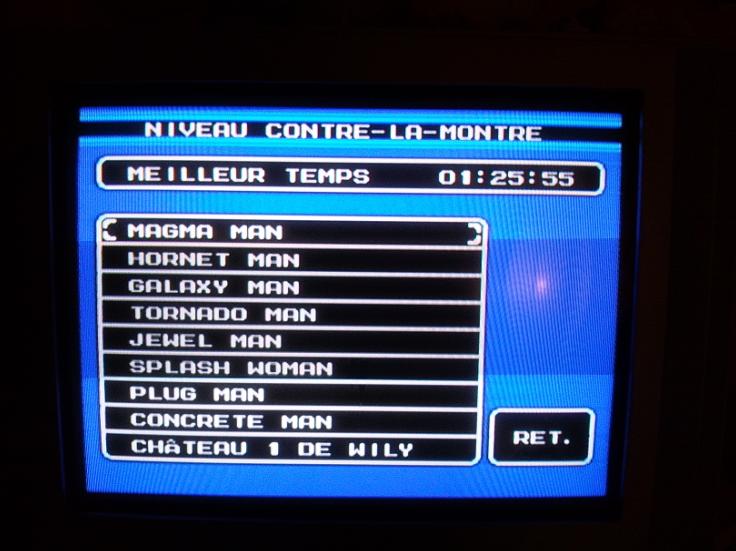 NIVEAU CONTRE-LA-MONTRE
MEILLEUR TEMPS 01:25:55
MAGMA MAN
HORNET MAN
GALAXY MAN
TORNADO MAN
JEWEL MAN
SPLASH WOMAN
PLUG MAN
CONCRETE MAN
CHÂTEAU 1 DE WILY
RET.